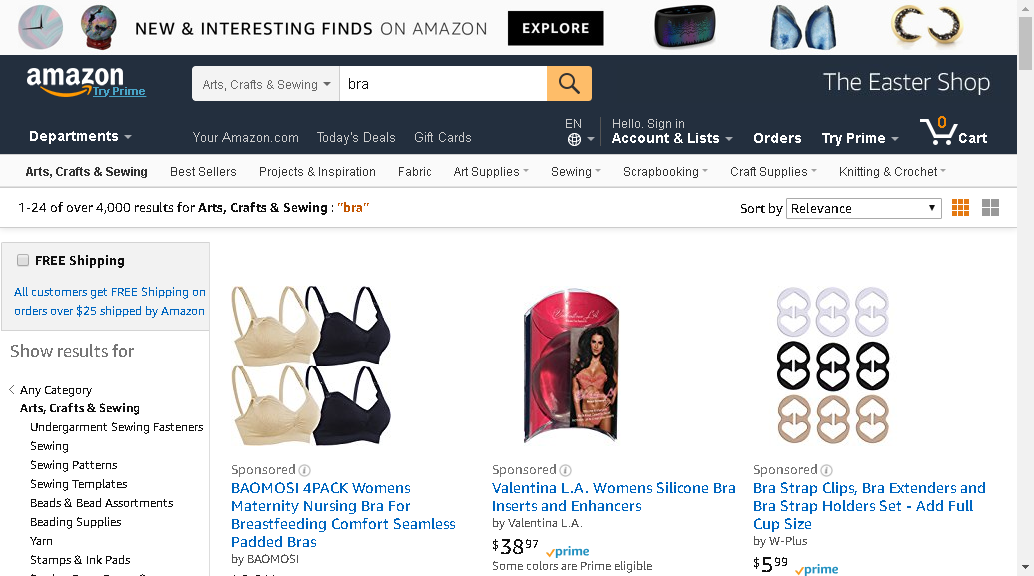 NEW & INTERESTING FINDS ON AMAZON EXPLORE
amazon
Try Prime
Arts, Crafts & Sewing bra
The Easter Shop
Departments
Your Amazon.com Today's Deals Gift Cards
EN
Hello. Sign in
Account & Lists
Orders
Try Prime
0
Cart
Arts, Crafts & Sewing Best Sellers Projects & Inspiration Fabric Art Supplies Sewing Scrapbooking Craft Supplies Knitting & Crochet
1-24 of over 4,000 results for Arts, Crafts & Sewing : "bra"
Sort by Relevance
FREE Shipping
All customers get FREE Shipping on
orders over $25 shipped by Amazon
Show results for
Any Category
Arts, Crafts & Sewing
Undergarment Sewing Fasteners
Sewing
Sewing Patterns
Sewing Templates
Beads & Bead Assortments
Beading Supplies
Yarn
Stamps & Ink Pads
Sponsored
BAOMOSI 4PACK Womens
Maternity Nursing Bra For
Breastfeeding Comfort Seamless
Padded Bras
by BAOMOSI
Sponsored
Valentina L.A. Womens Silicone Bra
Inserts and Enhancers
by Valentina L.A.
$38 97 prime
Some colors are Prime eligible
Sponsored
Bra Strap Clips, Bra Extenders and
Bra Strap Holders Set - Add Full
Cup Size
by W-Plus
$5 99 prime